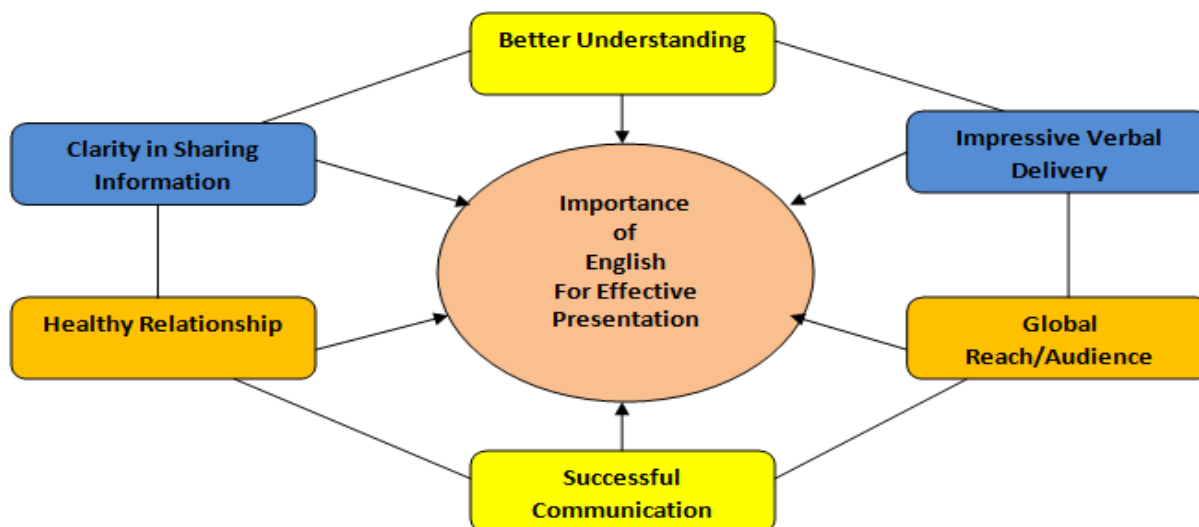 Better Understanding
Clarity in Sharing
Information
Impressive Verbal
Delivery
Importance
of
English
For Effective
Presentation
Healthy Relationship
Global
Reach/Audience
Successful
Communication